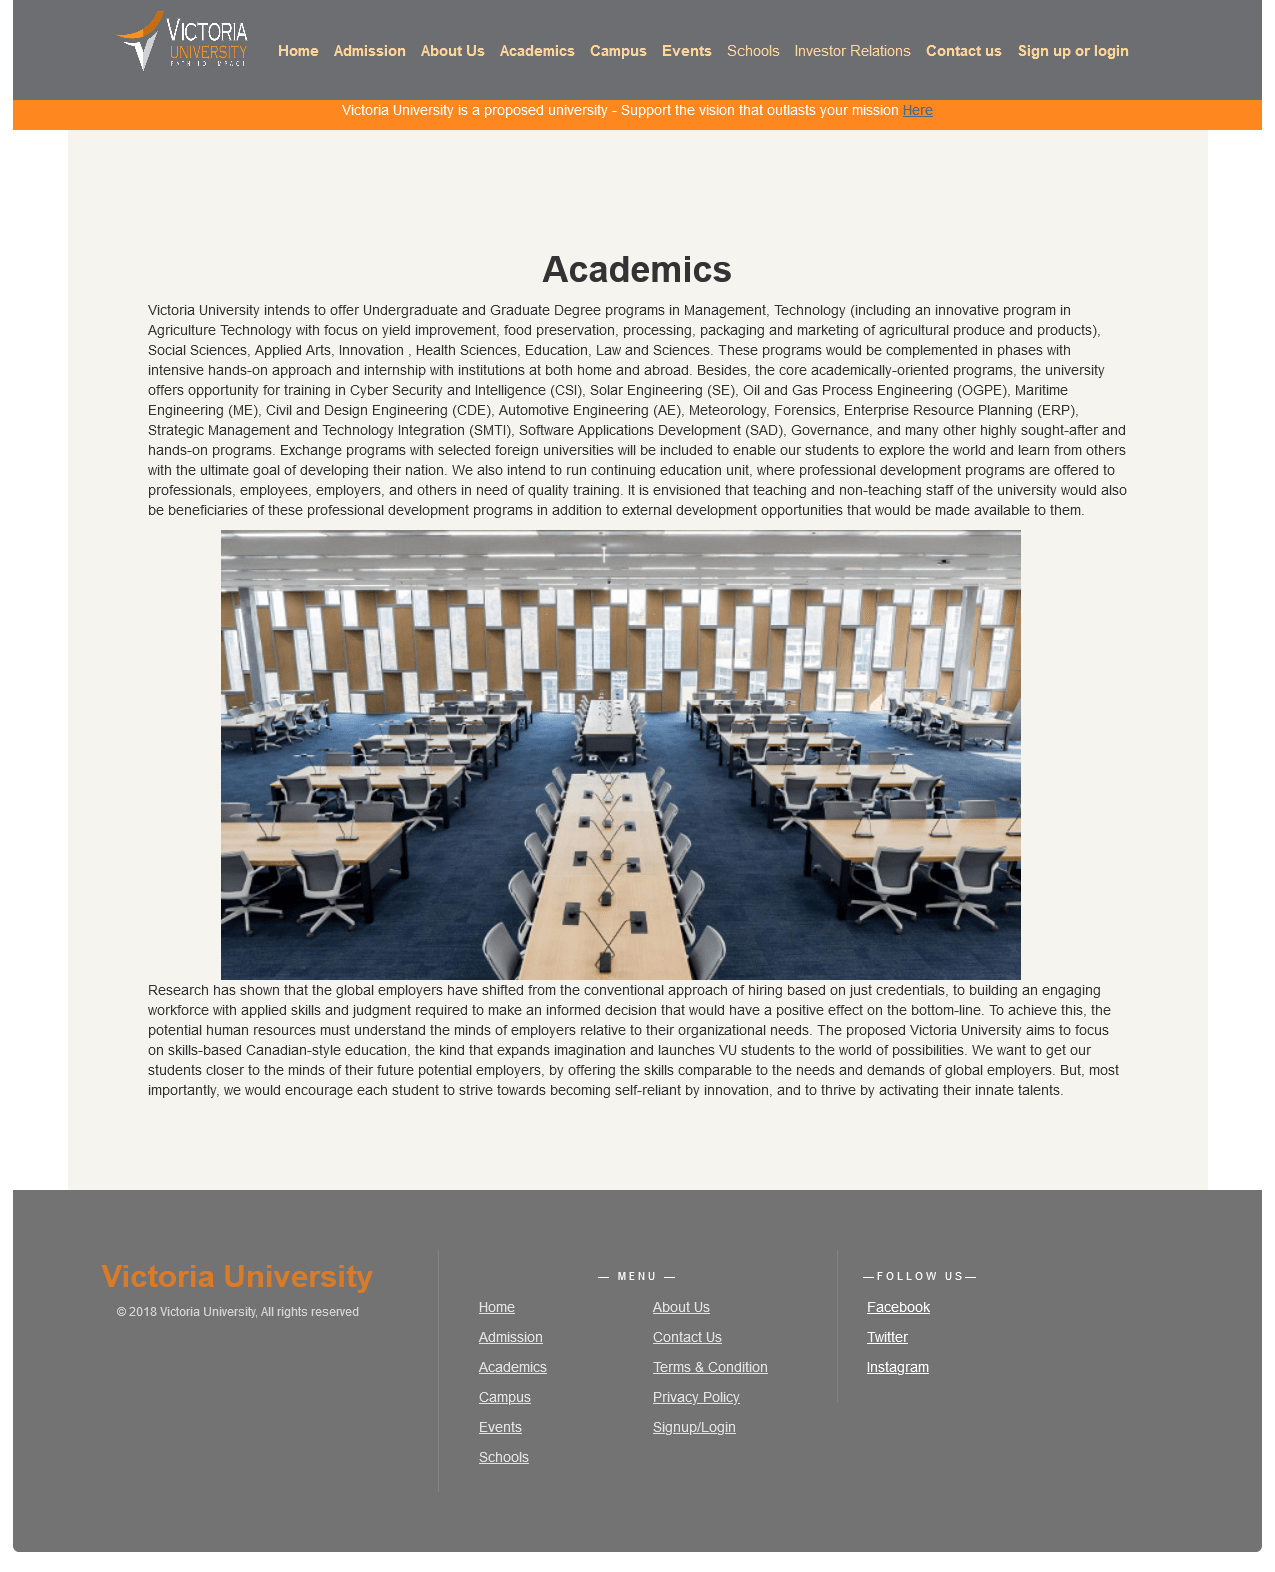 VICTORIA
UNIVERSITY
PATH TO IMPACT
Home Admission About Us Academics Campus Events Schools Investor Relations Contact us Sign up or login
Victoria University is a proposed university - Support the vision that outlasts your mission Here
Academics
Victoria University intends to offer Undergraduate and Graduate Degree programs in Management, Technology (including an innovative program in
Agriculture Technology with focus on yield improvement, food preservation, processing, packaging and marketing of agricultural produce and products),
Social Sciences, Applied Arts, Innovation , Health Sciences, Education, Law and Sciences. These programs would be complemented in phases with
intensive hands-on approach and internship with institutions at both home and abroad. Besides, the core academically-oriented programs, the university
offers opportunity for training in Cyber Security and Intelligence (CSI), Solar Engineering (SE), Oil and Gas Process Engineering (OGPE), Maritime
Engineering (ME), Civil and Design Engineering (CDE), Automotive Engineering (AE), Meteorology, Forensics, Enterprise Resource Planning (ERP),
Strategic Management and Technology Integration (SMTI), Software Applications Development (SAD), Governance, and many other highly sought-after and
hands-on programs. Exchange programs with selected foreign universities will be included to enable our students to explore the world and learn from others
with the ultimate goal of developing their nation. We also intend to run continuing education unit, where professional development programs are offered to
professionals, employees, employers, and others in need of quality training. It is envisioned that teaching and non-teaching staff of the university would also
be beneficiaries of these professional development programs in addition to external development opportunities that would be made available to them.
Research has shown that the global employers have shifted from the conventional approach of hiring based on just credentials, to building an engaging
workforce with applied skills and judgment required to make an informed decision that would have a positive effect on the bottom-line. To achieve this, the
potential human resources must understand the minds of employers relative to their organizational needs. The proposed Victoria University aims to focus
on skills-based Canadian-style education, the kind that expands imagination and launches VU students to the world of possibilities. We want to get our
students closer to the minds of their future potential employers, by offering the skills comparable to the needs and demands of global employers. But, most
importantly, we would encourage each student to strive towards becoming self-reliant by innovation, and to thrive by activating their innate talents.
Victoria University
© 2018 Victoria University, All rights reserved
— MENU —
Home
Admission
Academics
Campus
Events
Schools
About Us
Contact Us
Terms & Condition
Privacy Policy
Signup/Login
—FOLLOW US—
Facebook
Twitter
Instagram